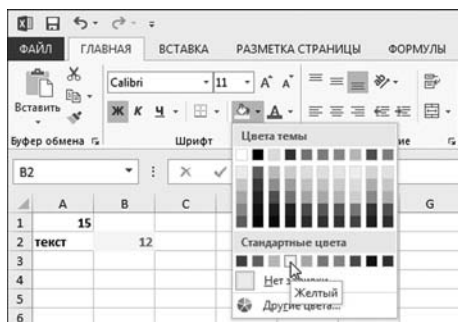 ФАЙЛ ГЛАВНАЯ ВСТАВКА РАЗМЕТКА СТРАНИЦЫ ФОРМУЛЫ
Calibri 11 A A
Вставить
Ж К Ч A
Буфер обмена Шрифт ие
Цвета темы
B2
A B C G
1 15
2 текст 12
3
Стандартные цвета
4
5
Нет заливки
Желтый
6
Другие цвета...